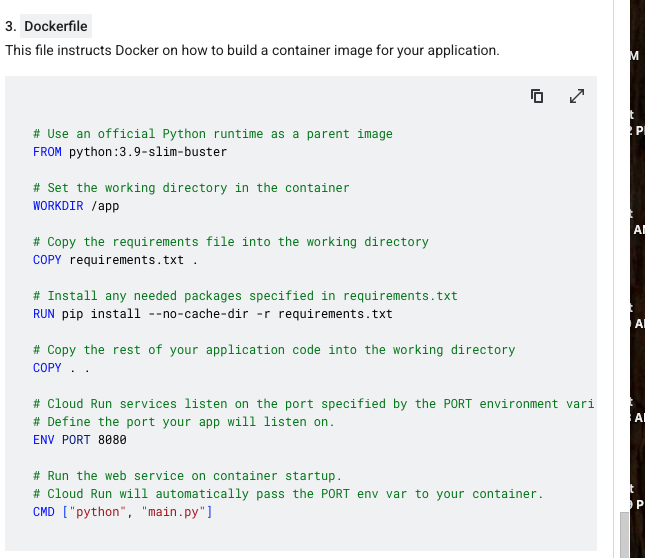 3. Dockerfile
This file instructs Docker on how to build a container image for your application.
# Use an official Python runtime as a parent image
FROM python:3.9-slim-buster
# Set the working directory in the container
WORKDIR /app
# Copy the requirements file into the working directory
COPY requirements.txt .
# Install any needed packages specified in requirements.txt
RUN pip install --no-cache-dir -r requirements.txt
# Copy the rest of your application code into the working directory
COPY . .
# Cloud Run services listen on the port specified by the PORT environment vari
# Define the port your app will listen on.
ENV PORT 8080
# Run the web service on container startup.
# Cloud Run will automatically pass the PORT env var to your container.
CMD ["python", "main.py"]